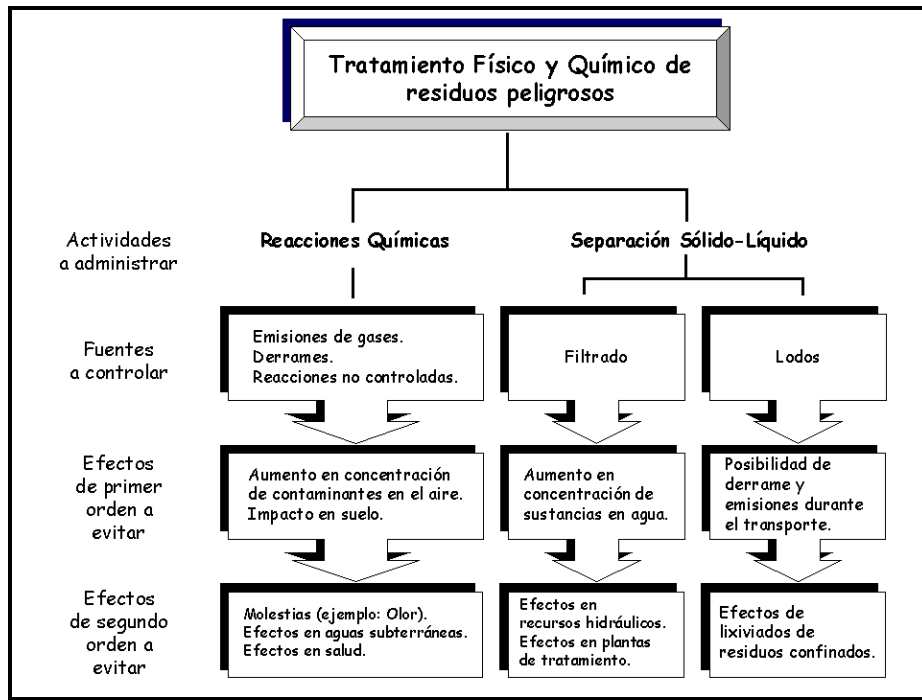 Tratamiento Físico y Químico de
residuos peligrosos
Actividades
a administrar
Reacciones Químicas
Separación Sólido-Líquido
Fuentes
a controlar
Emisiones de gases.
Derrames.
Reacciones no controladas.
Filtrado
Lodos
Efectos
de primer
orden a
evitar
Aumento en concentración
de contaminantes en el aire.
Impacto en suelo.
Aumento en
concentración de
sustancias en agua.
Posibilidad de
derrame y
emisiones durante
el transporte.
Efectos
de segundo
orden a
evitar
Molestias (ejemplo: Olor).
Efectos en aguas subterráneas.
Efectos en salud.
Efectos en
recursos hidráulicos.
Efectos en plantas
de tratamiento.
Efectos de
lixiviados de
residuos confinados.